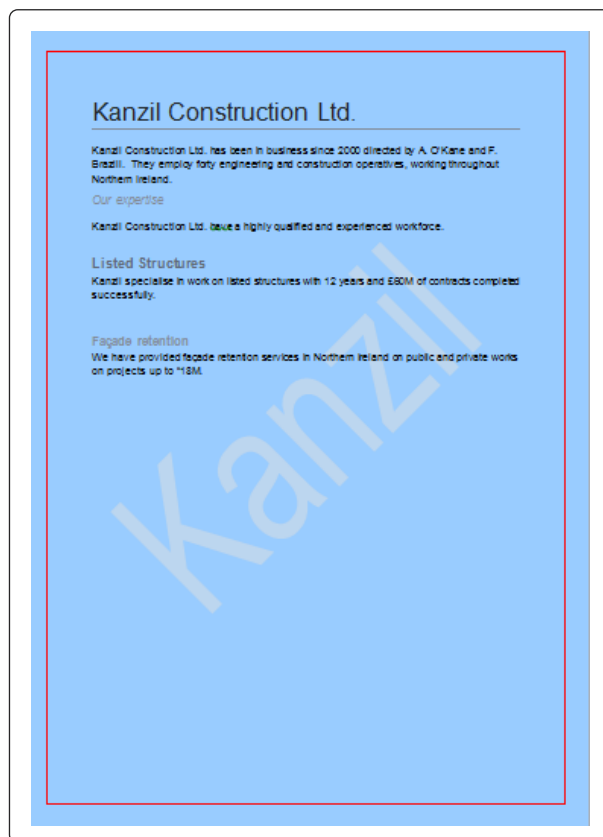 Kanzil Construction Ltd.
Kanzil Construction Ltd. has been in business since 2000 directed by A. O'Kane and F.
Brazill. They employ forty engineering and construction operatives, working throughout
Northern Ireland.
Our expertise
Kanzil Construction Ltd. have a highly qualified and experienced workforce.
Listed Structures
Kanzil specialise in work on listed structures with 12 years and £60M of contracts completed
successfully.
Façade retention
We have provided façade retention services in Northern Ireland on public and private works
on projects up to "18M.
Kanzil